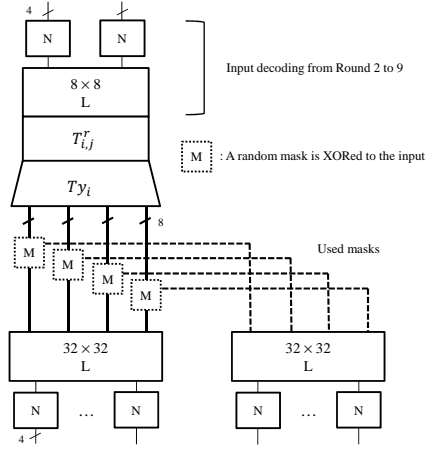 4
N
N
8 × 8
L
Input decoding from Round 2 to 9
T^r_{i,j}
M : A random mask is XORed to the input
Ty_i
8
M
M
M
M
Used masks
32 × 32
L
32 × 32
L
N
...
N
N
...
N
4